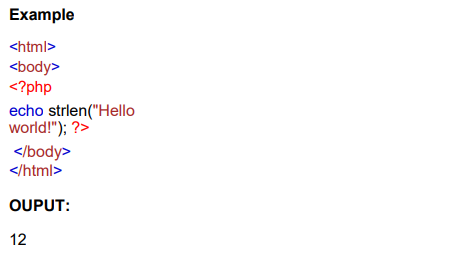 Example
<html>
<body>
<?php
echo strlen("Hello
world!"); ?>
</body>
</html>
OUPUT:
12